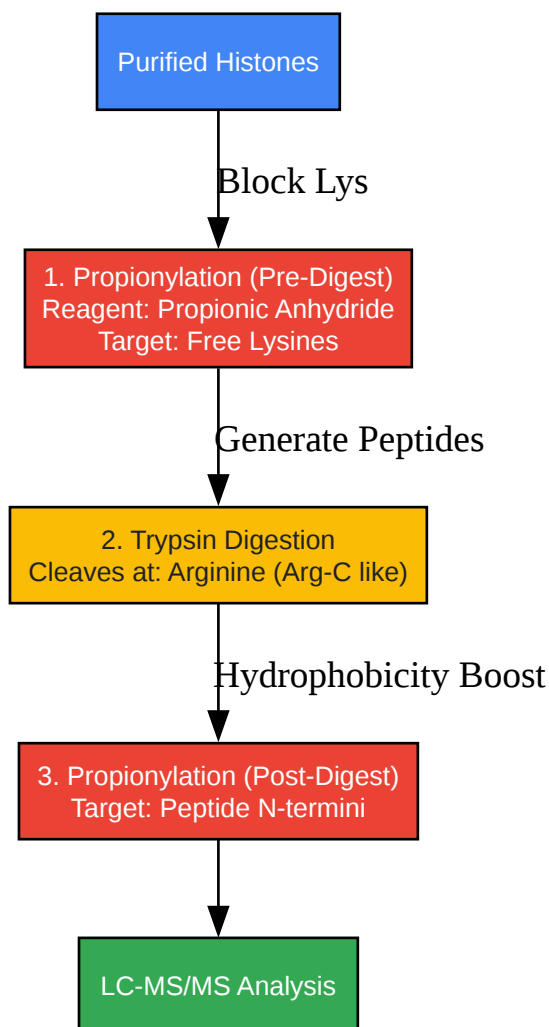 Purified Histones
Block Lys
1. Propionylation (Pre-Digest)
Reagent: Propionic Anhydride
Target: Free Lysines
Generate Peptides
2. Trypsin Digestion
Cleaves at: Arginine (Arg-C like)
Hydrophobicity Boost
3. Propionylation (Post-Digest)
Target: Peptide N-termini
LC-MS/MS Analysis